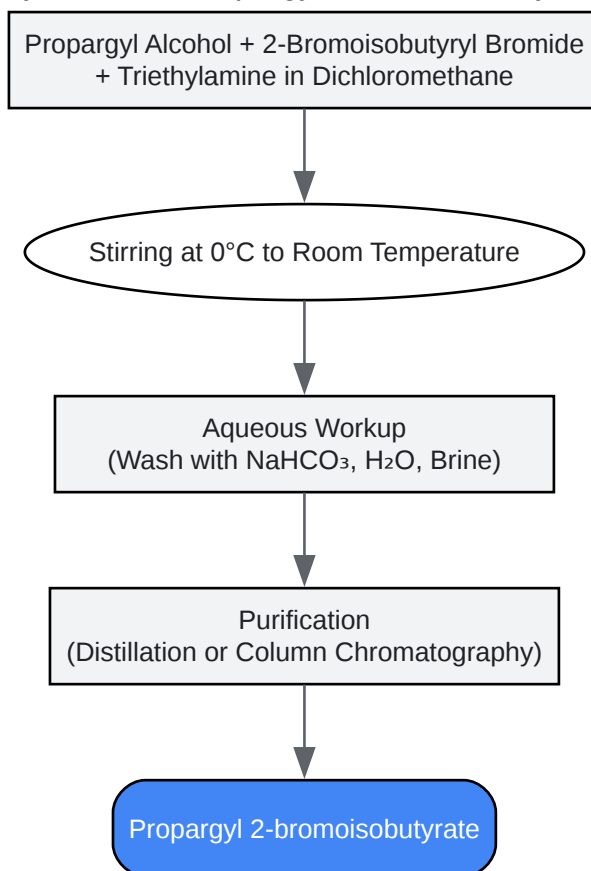 Propargyl Alcohol + 2-Bromoisobutyryl Bromide
+ Triethylamine in Dichloromethane
Stirring at 0°C to Room Temperature
Aqueous Workup
(Wash with NaHCO₃, H₂O, Brine)
Purification
(Distillation or Column Chromatography)
Propargyl 2-bromoisobutyrate